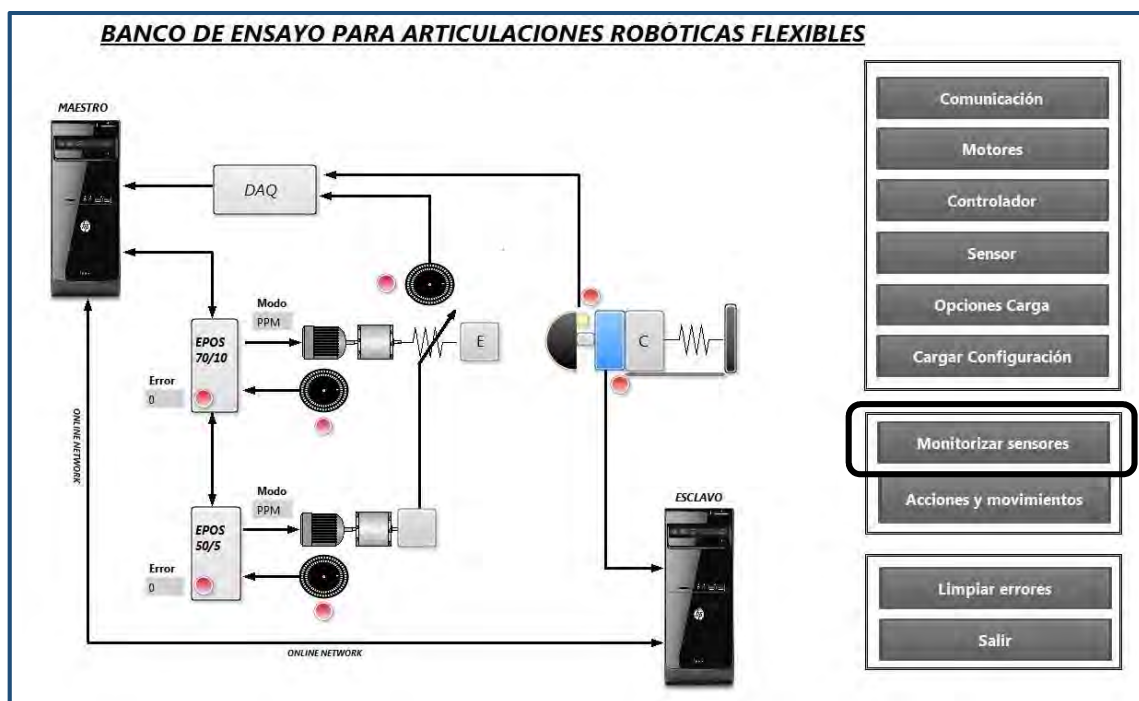 BANCO DE ENSAYO PARA ARTICULACIONES ROBÓTICAS FLEXIBLES
MAESTRO
DAQ
Modo
PPM
EPOS
70/10
Error
0
E
C
ONLINE NETWORK
Modo
PPM
EPOS
50/5
Error
0
ESCLAVO
ONLINE NETWORK
Comunicación
Motores
Controlador
Sensor
Opciones Carga
Cargar Configuración
Monitorizar sensores
Acciones y movimientos
Limpiar errores
Salir